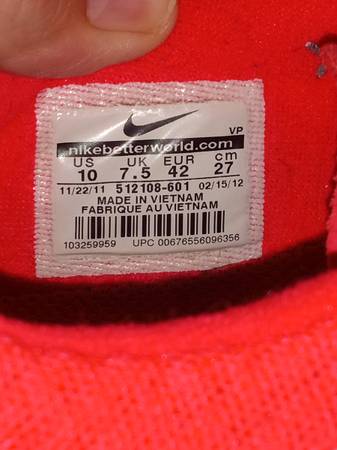 VP
nikebetterworld.com
US UK EUR cm
10 7.5 42 27
11/22/11 512108-601 02/15/12
MADE IN VIETNAM
FABRIQUE AU VIETNAM
103259959 UPC 00676556096356